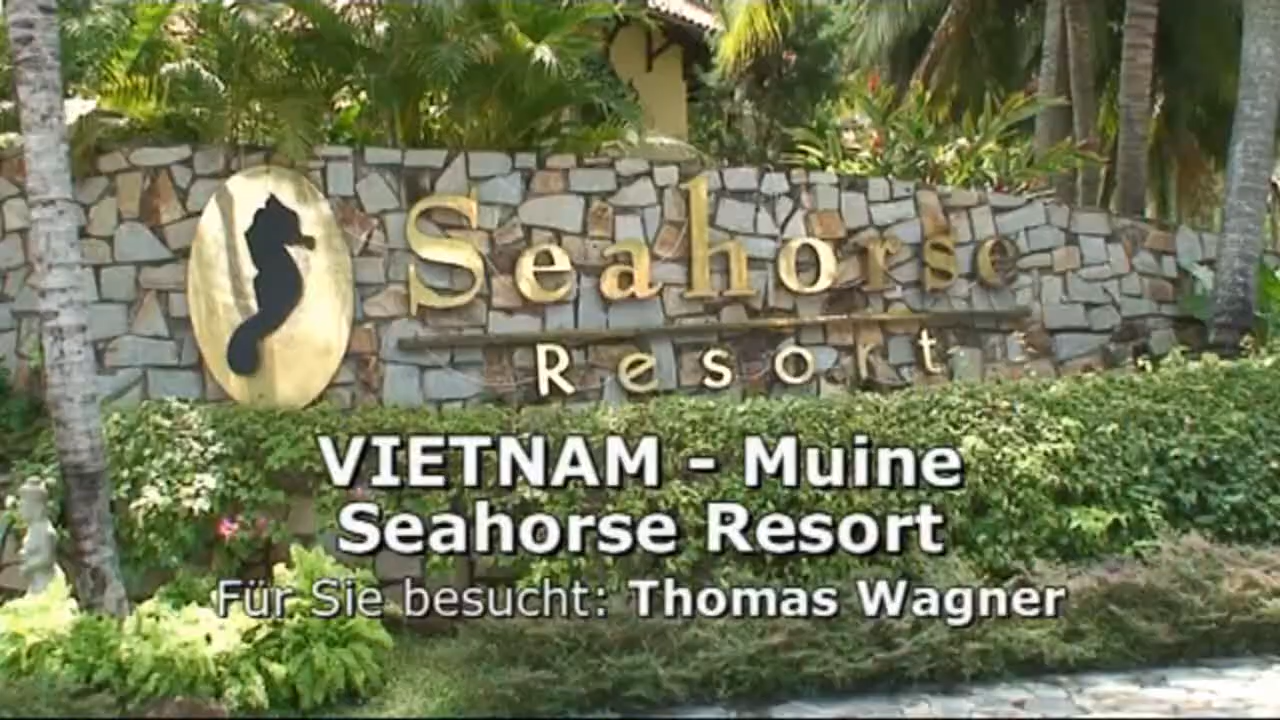 Seahorse
Resort
VIETNAM - Muine
Seahorse Resort
Für Sie besucht: Thomas Wagner